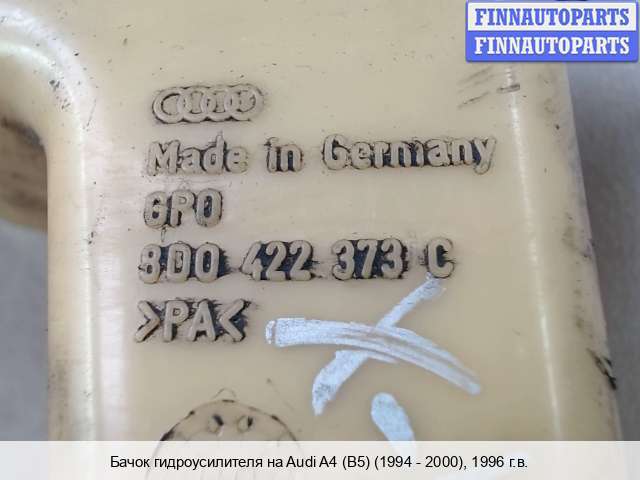 FINNAUTOPARTS
FINNAUTOPARTS
Made in Germany
GPO
8D0 422 373 C
>PA<
Бачок гидроусилителя на Audi A4 (B5) (1994 - 2000), 1996 г.в.